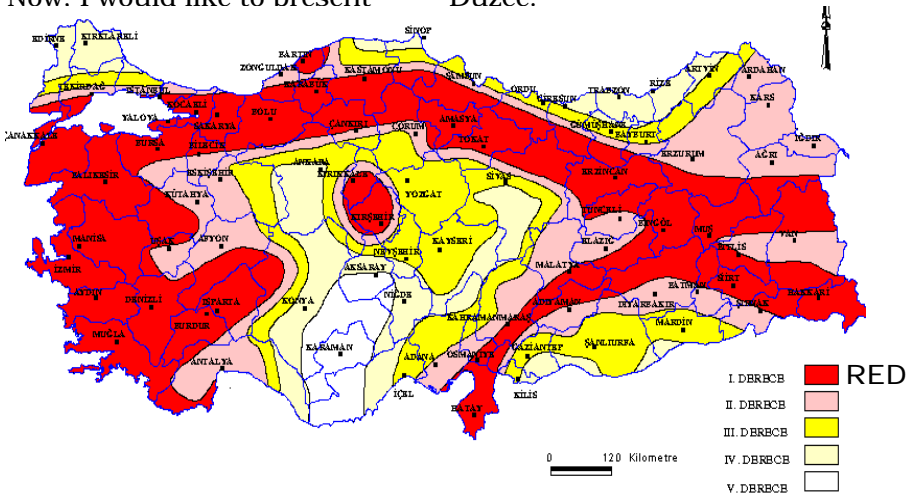 Now. I would like to present Düzce.
SİNOP
EDİRNE KIRKLARELİ
BARTIN
ZONGULDAK
KASTAMOGU
TEKİRDAĞ İSTANBUL
KARABUK
SAMSUN
ORDU
GİRESUN
TRABZON
RİZE
ARTVİN
ARDAHAN
KARS
KOCAELİ
YALOVA
SAKARYA
BOLU
ÇANKIRI
ÇORUM
AMASYA
TOKAT
GÜMÜŞHANE
BAYBURT
ERZURUM
IĞDIR
AĞRI
ÇANAKKALE
BURSA
BİLECİK
ANKARA
KIRIKKALE
YOZGAT
SİVAS
ERZİNCAN
BALIKESİR
ESKİŞEHİR
KÜTAHYA
KIRŞEHİR
TUNCELİ
BİNGÖL
MUŞ
BİTLİS
VAN
MANİSA
UŞAK
AFYON
NEVŞEHİR
KAYSERİ
ELAZIĞ
MALATYA
İZMİR
AKSARAY
NİĞDE
AYDIN
DENİZLİ
ISPARTA
BURDUR
KONYA
KAHRAMANMARAŞ
ADIYAMAN
DIYARBAKIR
BATMAN
SİİRT
ŞIRNAK
HAKKARİ
MARDİN
MUĞLA
ANTALYA
KARAMAN
ADANA
OSMANİYE
GAZİANTEP
ŞANLIURFA
İÇEL
KİLİS
HATAY
I. DERECE RED
II. DERECE
III. DERECE
IV. DERECE
V. DERECE
0 120 Kilometre